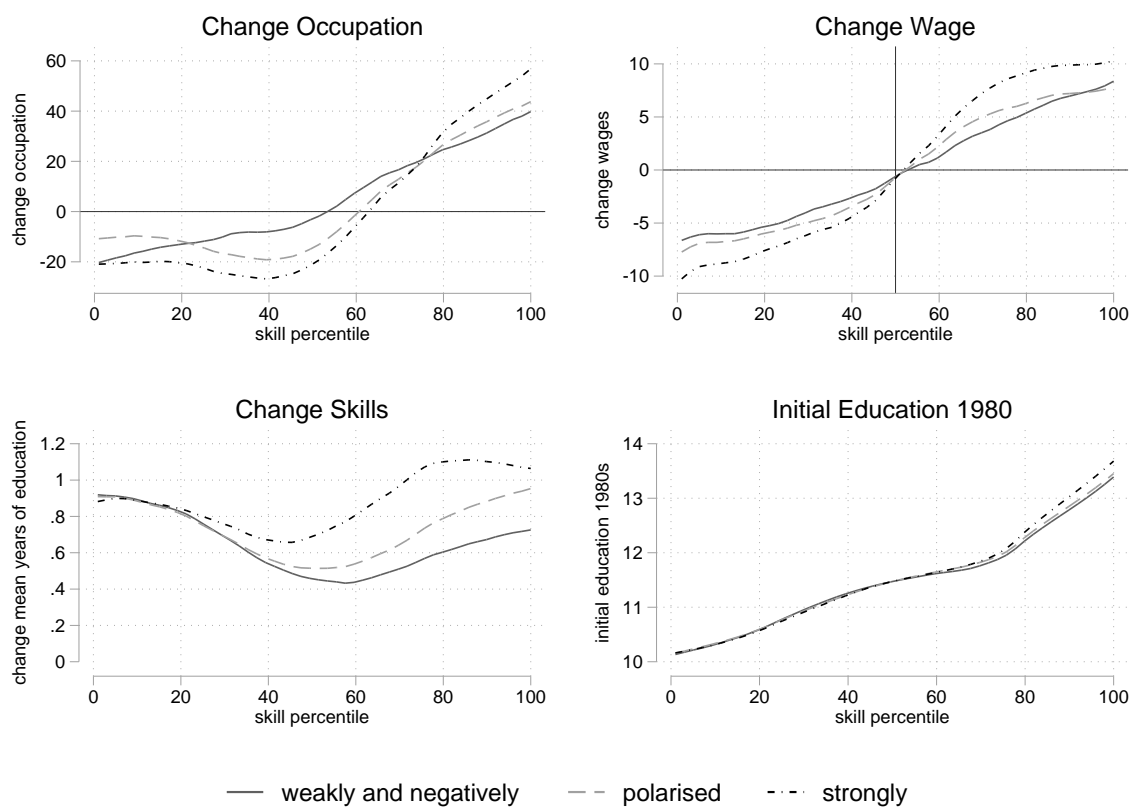 Change Occupation
change occupation
60
40
20
0
-20
0 20 40 60 80 100
skill percentile
Change Wage
change wages
10
5
0
-5
-10
0 20 40 60 80 100
skill percentile
Change Skills
change mean years of education
1.2
1
.8
.6
.4
.2
0
0 20 40 60 80 100
skill percentile
Initial Education 1980
initial education 1980s
14
13
12
11
10
0 20 40 60 80 100
skill percentile
weakly and negatively polarised strongly